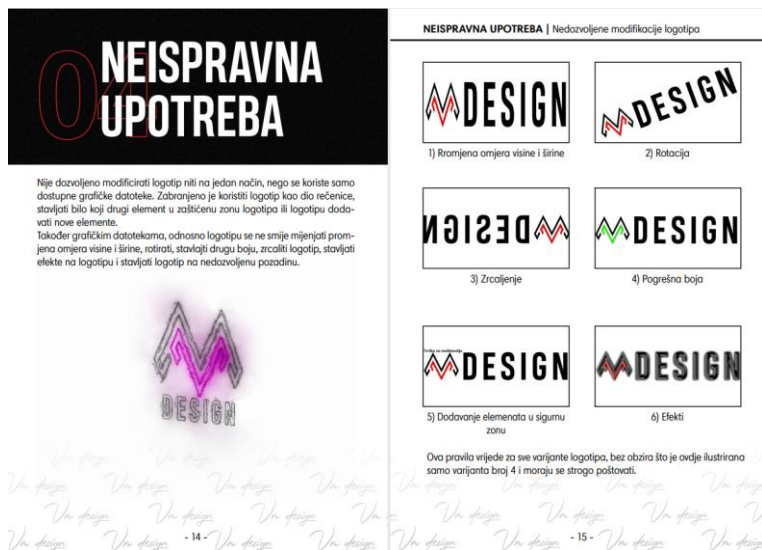 04
NEISPRAVNA
UPOTREBA
Nije dozvoljeno modificirati logotip niti na jedan način, nego se koriste samo
dostupne grafičke datoteke. Zabranjeno je koristiti logotip kao dio rečenice,
stavljati bilo koji drugi element u zaštićenu zonu logotipa ili logotipu doda-
vati nove elemente.
Također grafičkim datotekama, odnosno logotipu se ne smije mijenjati prom-
jena omjera visine i širine, rotirati, stavlajti drugu boju, zrcaliti logotip, stavljati
efekte na logotipu i stavljati logotip na nedozvoljenu pozadinu.
DESIGN
- 14 -
NEISPRAVNA UPOTREBA | Nedozvoljene modifikacije logotipa
DESIGN
1) Rromjena omjera visine i širine
DESIGN
2) Rotacija
DESIGN
3) Zrcaljenje
DESIGN
4) Pogrešna boja
DESIGN
5) Dodavanje elemenata u sigurnu
zonu
DESIGN
6) Efekti
Ova pravila vrijede za sve varijante logotipa, bez obzira što je ovdje ilustrirana
samo varijanta broj 4 i moraju se strogo poštovati.
- 15 -